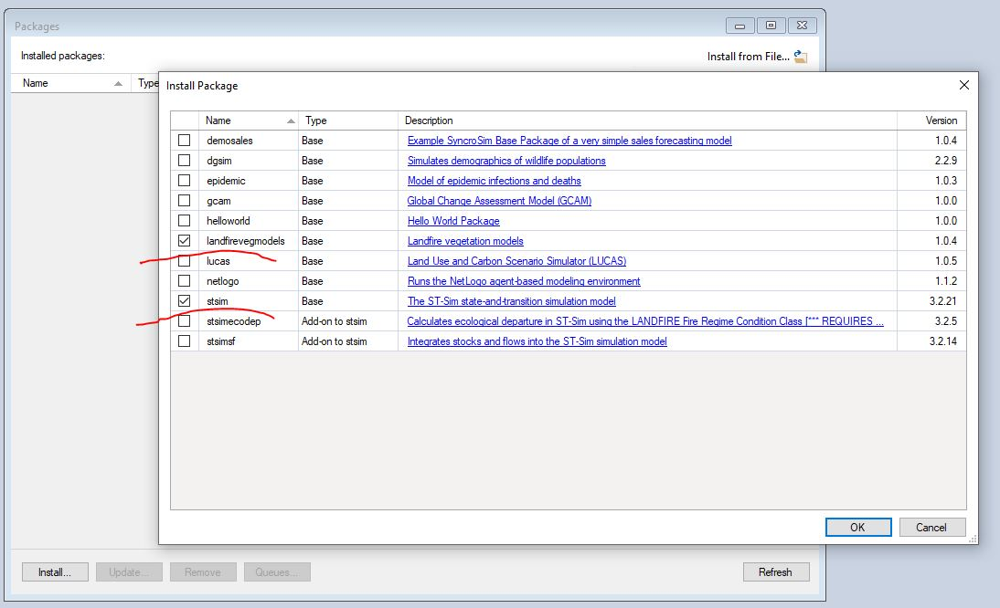 Packages
Installed packages:
Install from File...
Name Type
Install Package
Name Type Description Version
demosales Base Example SyncroSim Base Package of a very simple sales forecasting model 1.0.4
dgsim Base Simulates demographics of wildlife populations 2.2.9
epidemic Base Model of epidemic infections and deaths 1.0.3
gcam Base Global Change Assessment Model (GCAM) 1.0.0
helloworld Base Hello World Package 1.0.0
landfirevegmodels Base Landfire vegetation models 1.0.4
lucas Base Land Use and Carbon Scenario Simulator (LUCAS) 1.0.5
netlogo Base Runs the NetLogo agent-based modeling environment 1.1.2
stsim Base The ST-Sim state-and-transition simulation model 3.2.21
stsimecodep Add-on to stsim Calculates ecological departure in ST-Sim using the LANDFIRE Fire Regime Condition Class [*** REQUIRES ... 3.2.5
stsimsf Add-on to stsim Integrates stocks and flows into the ST-Sim simulation model 3.2.14
OK Cancel
Install... Update... Remove Queues... Refresh